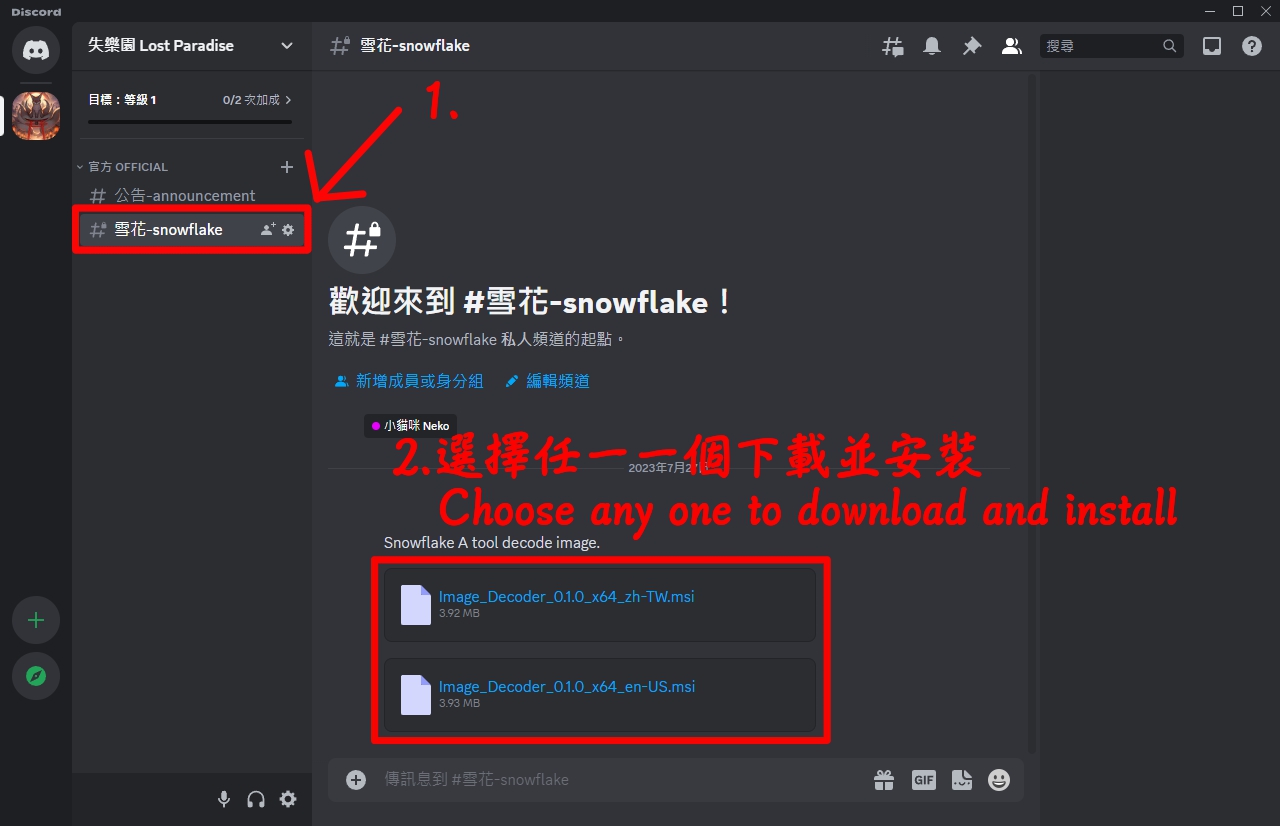 Discord
失樂園 Lost Paradise
雪花-snowflake
搜尋
目標：等級 1
0/2 次加成
1.
官方 OFFICIAL
公告-announcement
雪花-snowflake
歡迎來到 #雪花-snowflake！
這就是 #雪花-snowflake 私人頻道的起點。
新增成員或身分組
編輯頻道
小貓咪 Neko
2.選擇任一一個下載並安裝
2023年7月27日
Choose any one to download and install
Snowflake A tool decode image.
Image_Decoder_0.1.0_x64_zh-TW.msi
3.92 MB
Image_Decoder_0.1.0_x64_en-US.msi
3.93 MB
傳訊息到 #雪花-snowflake
GIF